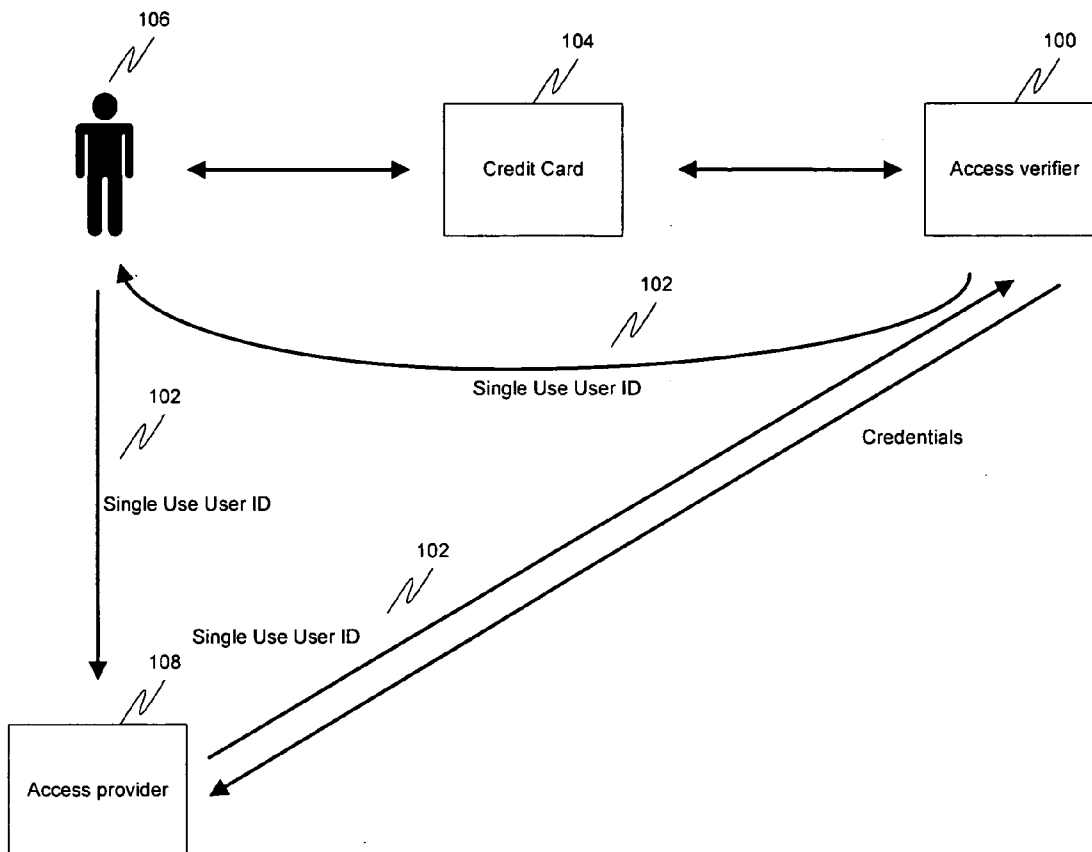 106
104
100
Credit Card
Access verifier
102
Single Use User ID
102
Credentials
Single Use User ID
102
Single Use User ID
108
Access provider